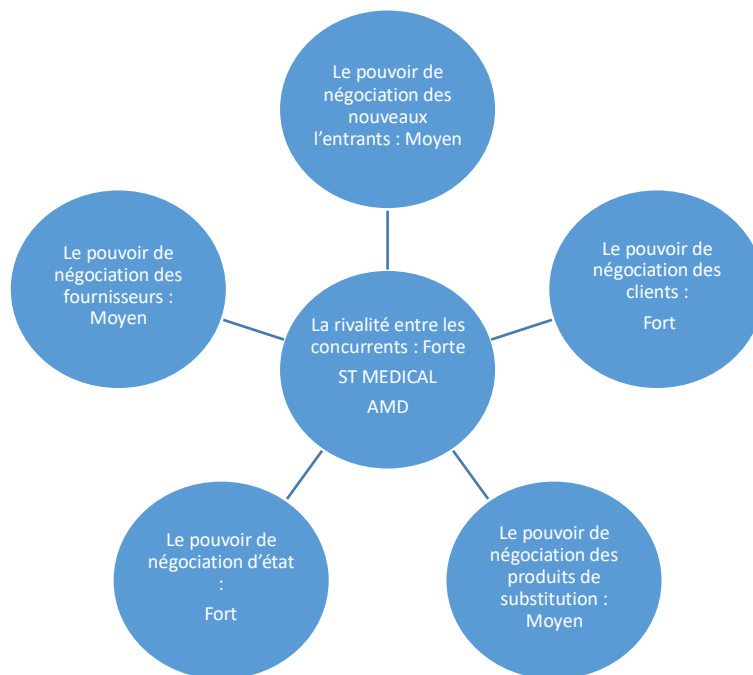 Le pouvoir de
négociation des
nouveaux
l'entrants : Moyen
Le pouvoir de
négociation des
fournisseurs :
Moyen
Le pouvoir de
négociation des
clients :
Fort
La rivalité entre les
concurrents : Forte
ST MEDICAL
AMD
Le pouvoir de
négociation d'état
:
Fort
Le pouvoir de
négociation des
produits de
substitution :
Moyen